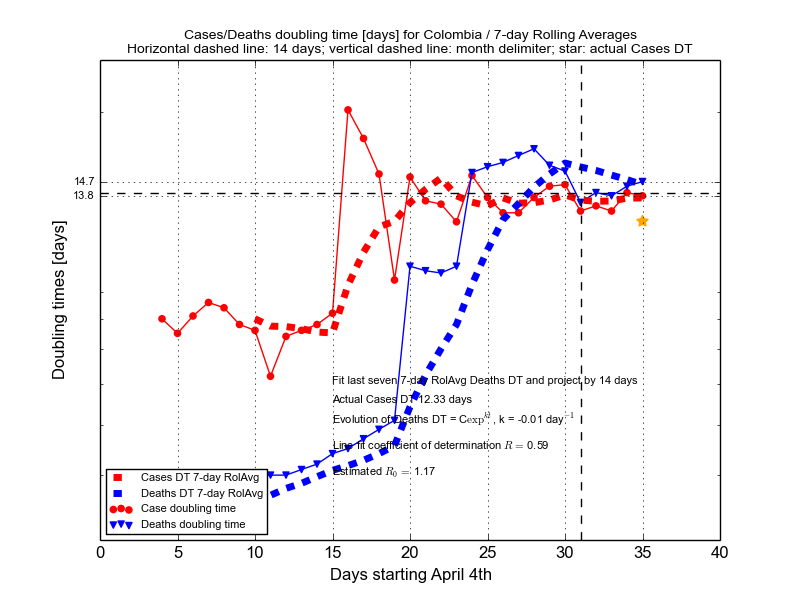 Cases/Deaths doubling time [days] for Colombia / 7-day Rolling Averages
Horizontal dashed line: 14 days; vertical dashed line: month delimiter; star: actual Cases DT
14.7
13.8
Doubling times [days]
Fit last seven 7-day RolAvg Deaths DT and project by 14 days
Actual Cases DT 12.33 days
Evolution of Deaths DT = Cexp^kt, k = -0.01 day^−1
Line fit coefficient of determination R = 0.59
Estimated R_0 = 1.17
Cases DT 7-day RolAvg
Deaths DT 7-day RolAvg
Case doubling time
Deaths doubling time
0 5 10 15 20 25 30 35 40
Days starting April 4th